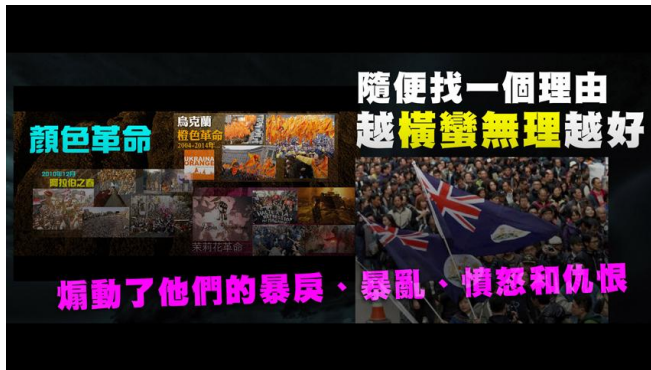 隨便找一個理由
越橫蠻無理越好
顏色革命
烏克蘭
橙色革命
2004-2014年
UKRAINA
ORANGE
2010年12月
阿拉伯之春
茉莉花革命
煽動了他們的暴戾、暴亂、憤怒和仇恨